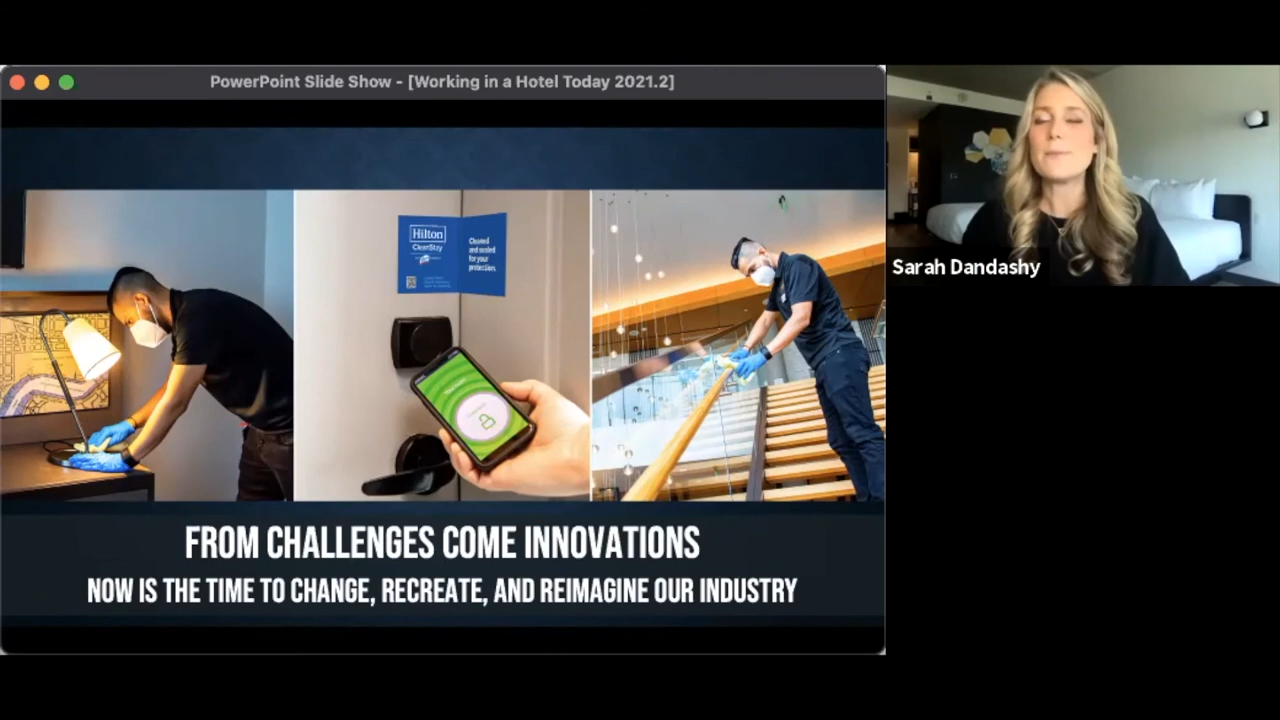 PowerPoint Slide Show - [Working in a Hotel Today 2021.2]
Hilton
CleanStay
Cleaned
and sealed
for your
protection.
Sarah Dandashy
FROM CHALLENGES COME INNOVATIONS
NOW IS THE TIME TO CHANGE, RECREATE, AND REIMAGINE OUR INDUSTRY